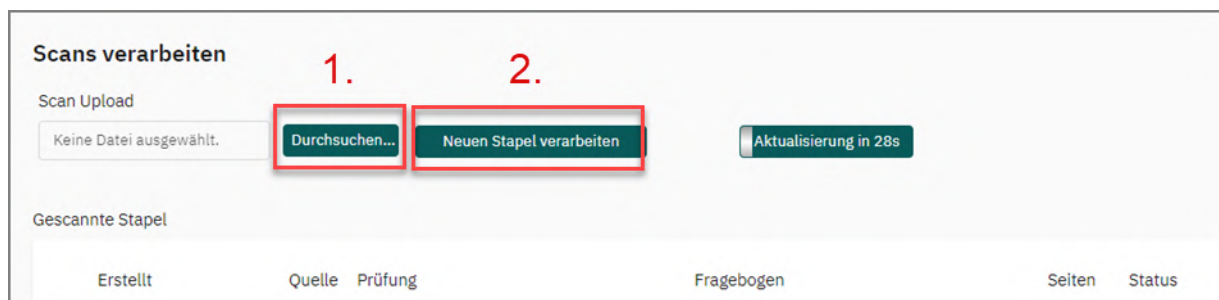 Scans verarbeiten
1. 2.
Scan Upload
Keine Datei ausgewählt. Durchsuchen... Neuen Stapel verarbeiten Aktualisierung in 28s
Gescannte Stapel
Erstellt Quelle Prüfung Fragebogen Seiten Status